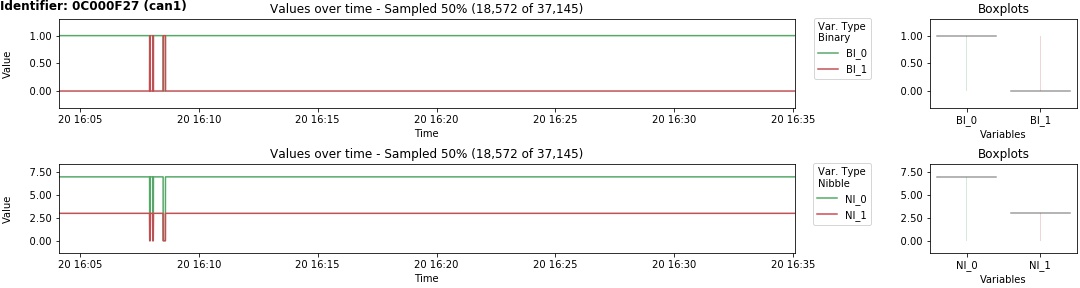 Identifier: 0C000F27 (can1)
Values over time - Sampled 50% (18,572 of 37,145)
Value
1.00
0.50
0.00
20 16:05 20 16:10 20 16:15 20 16:20 20 16:25 20 16:30 20 16:35
Time
Var. Type
Binary
BI_0
BI_1
Boxplots
1.00
0.50
0.00
BI_0 BI_1
Variables
Values over time - Sampled 50% (18,572 of 37,145)
Value
7.50
5.00
2.50
0.00
20 16:05 20 16:10 20 16:15 20 16:20 20 16:25 20 16:30 20 16:35
Time
Var. Type
Nibble
NI_0
NI_1
Boxplots
7.50
5.00
2.50
0.00
NI_0 NI_1
Variables